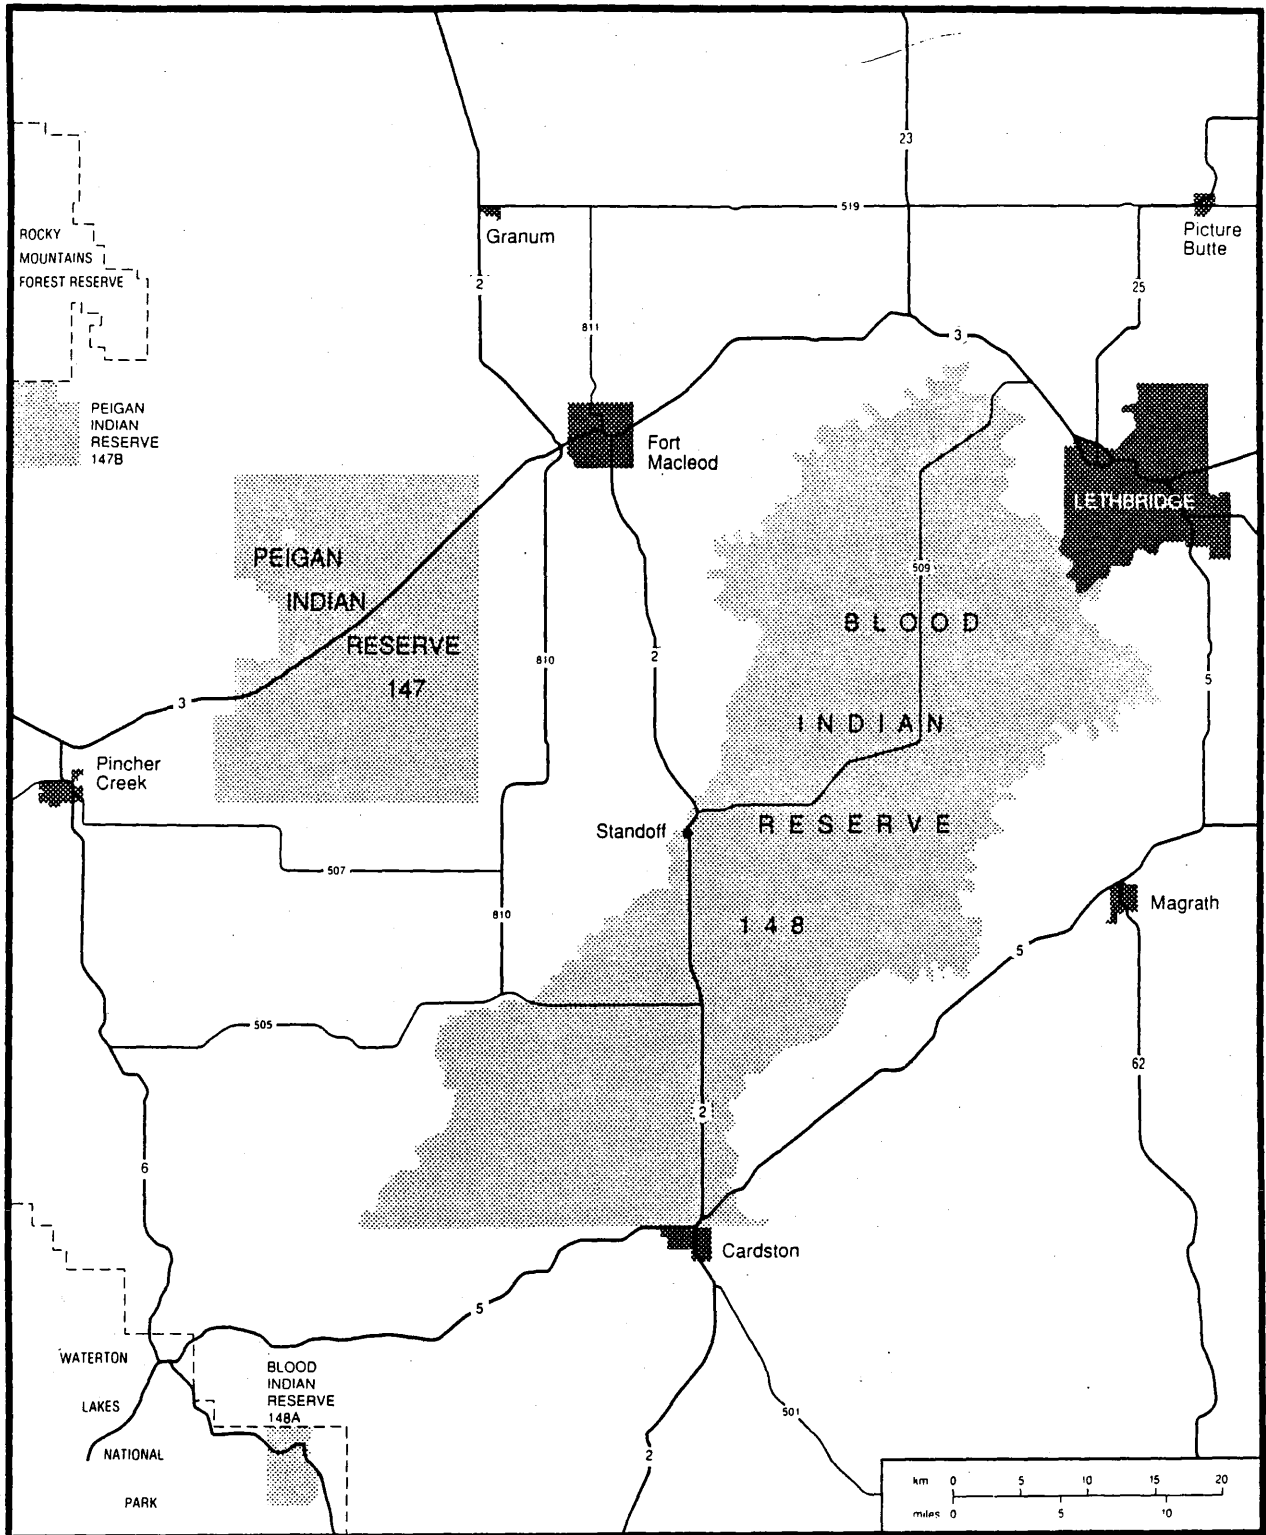 23
519
Granum
Picture
Butte
ROCKY
MOUNTAINS
FOREST RESERVE
2
25
811
3
PEIGAN
INDIAN
RESERVE
147B
Fort
Macleod
LETHBRIDGE
PEIGAN
INDIAN
RESERVE
147
509
BLOOD
INDIAN
RESERVE
148
810
2
5
3
Pincher
Creek
Standoff
507
810
Magrath
5
505
62
2
6
Cardston
5
WATERTON
LAKES
NATIONAL
PARK
BLOOD
INDIAN
RESERVE
148A
501
2
km 0 5 10 15 20
miles 0 5 10